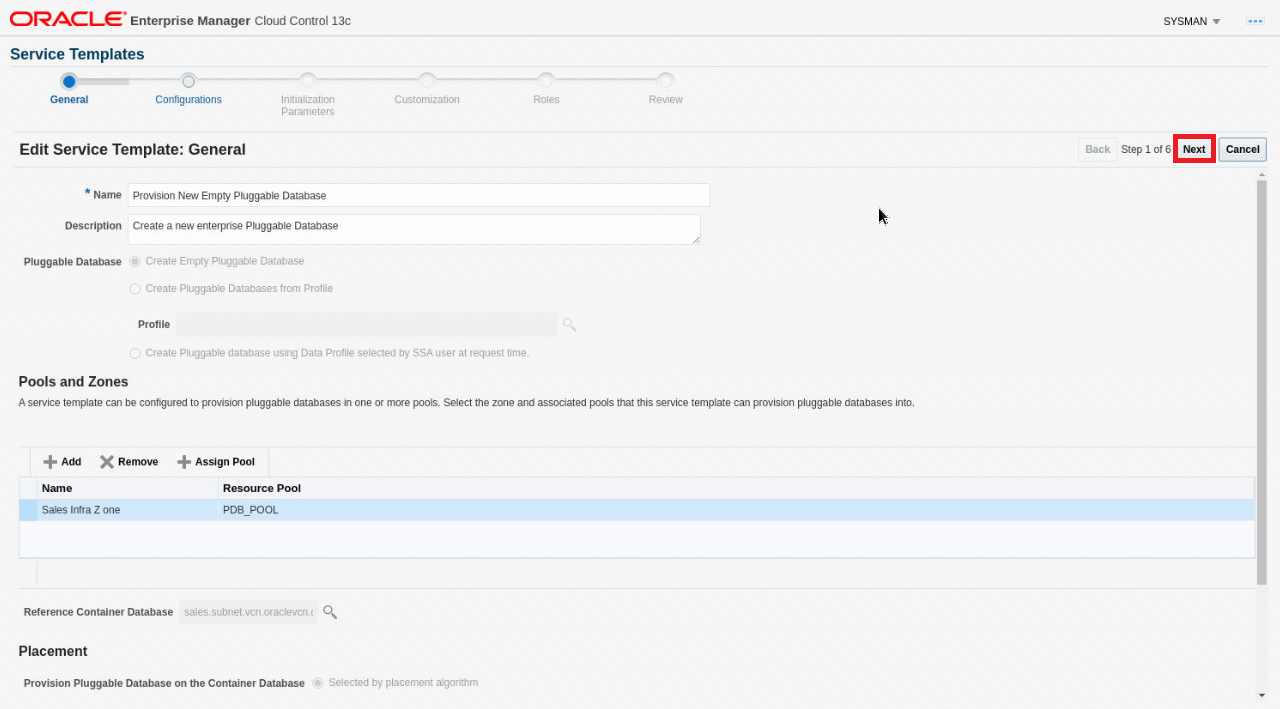 ORACLE® Enterprise Manager Cloud Control 13c SYSMAN
Service Templates
General Configurations Initialization Parameters Customization Roles Review
Edit Service Template: General Back Step 1 of 6 Next Cancel
* Name Provision New Empty Pluggable Database
Description Create a new enterprise Pluggable Database
Pluggable Database Create Empty Pluggable Database
Create Pluggable Databases from Profile
Profile
Create Pluggable database using Data Profile selected by SSA user at request time.
Pools and Zones
A service template can be configured to provision pluggable databases in one or more pools. Select the zone and associated pools that this service template can provision pluggable databases into.
Add Remove Assign Pool
Name Resource Pool
Sales Infra Z one PDB_POOL
Reference Container Database sales.subnet.vcn.oraclevcn.c
Placement
Provision Pluggable Database on the Container Database Selected by placement algorithm